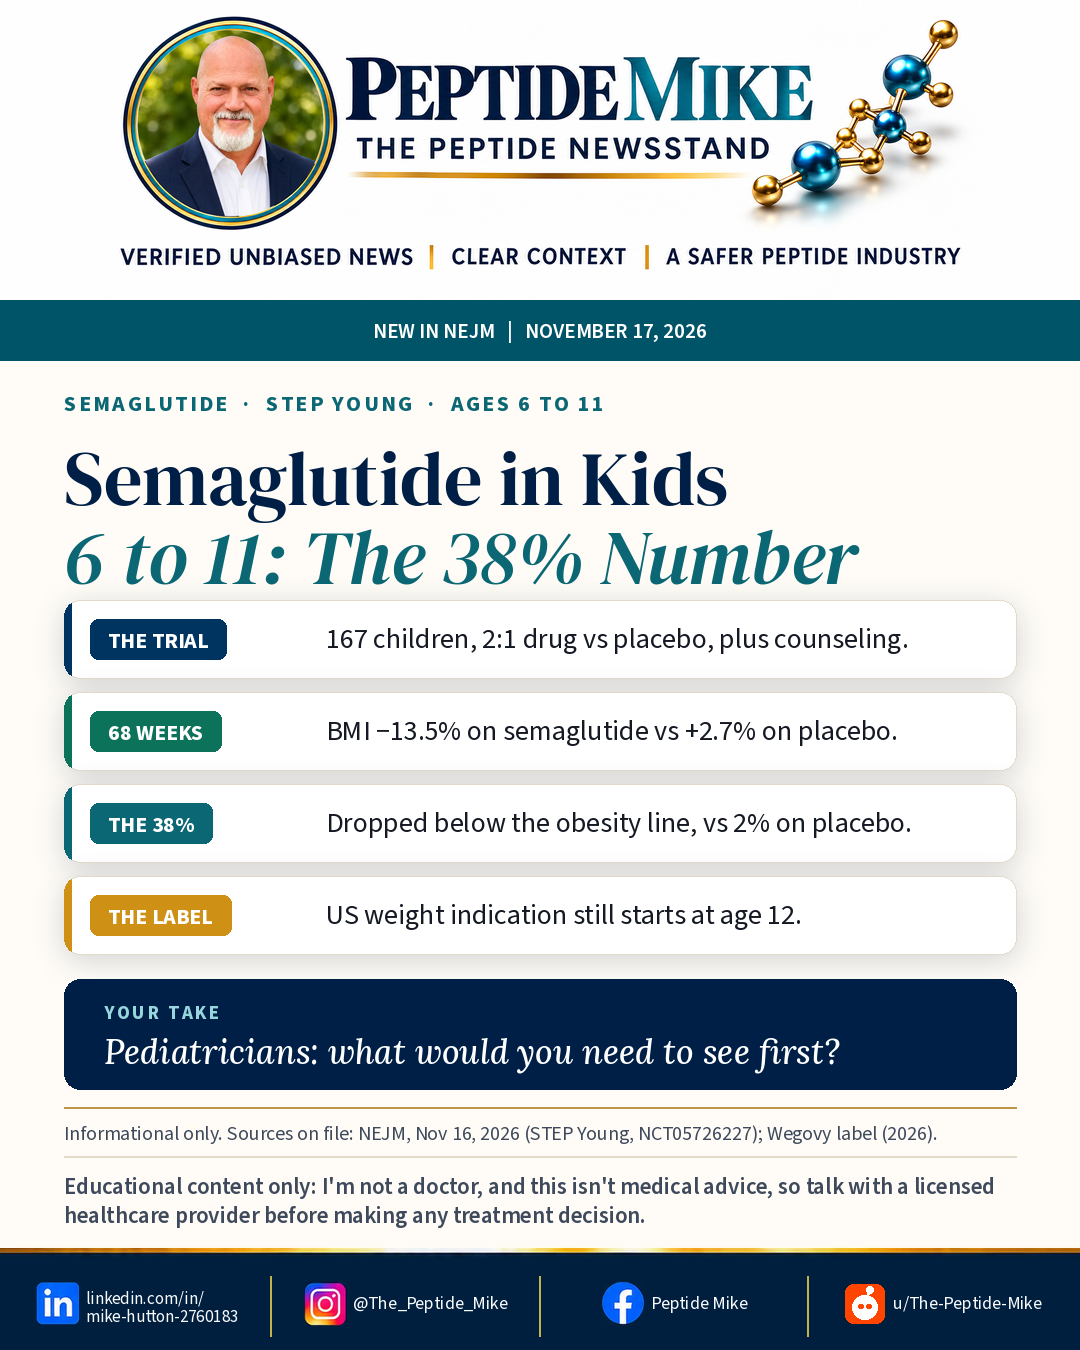 PEPTIDEMIKE
THE PEPTIDE NEWSSTAND
VERIFIED UNBIASED NEWS | CLEAR CONTEXT | A SAFER PEPTIDE INDUSTRY
NEW IN NEJM | NOVEMBER 17, 2026
SEMAGLUTIDE · STEP YOUNG · AGES 6 TO 11
Semaglutide in Kids
6 to 11: The 38% Number
THE TRIAL 167 children, 2:1 drug vs placebo, plus counseling.
68 WEEKS BMI −13.5% on semaglutide vs +2.7% on placebo.
THE 38% Dropped below the obesity line, vs 2% on placebo.
THE LABEL US weight indication still starts at age 12.
YOUR TAKE
Pediatricians: what would you need to see first?
Informational only. Sources on file: NEJM, Nov 16, 2026 (STEP Young, NCT05726227); Wegovy label (2026).
Educational content only: I'm not a doctor, and this isn't medical advice, so talk with a licensed
healthcare provider before making any treatment decision.
linkedin.com/in/
mike-hutton-2760183
@The_Peptide_Mike
Peptide Mike
u/The-Peptide-Mike